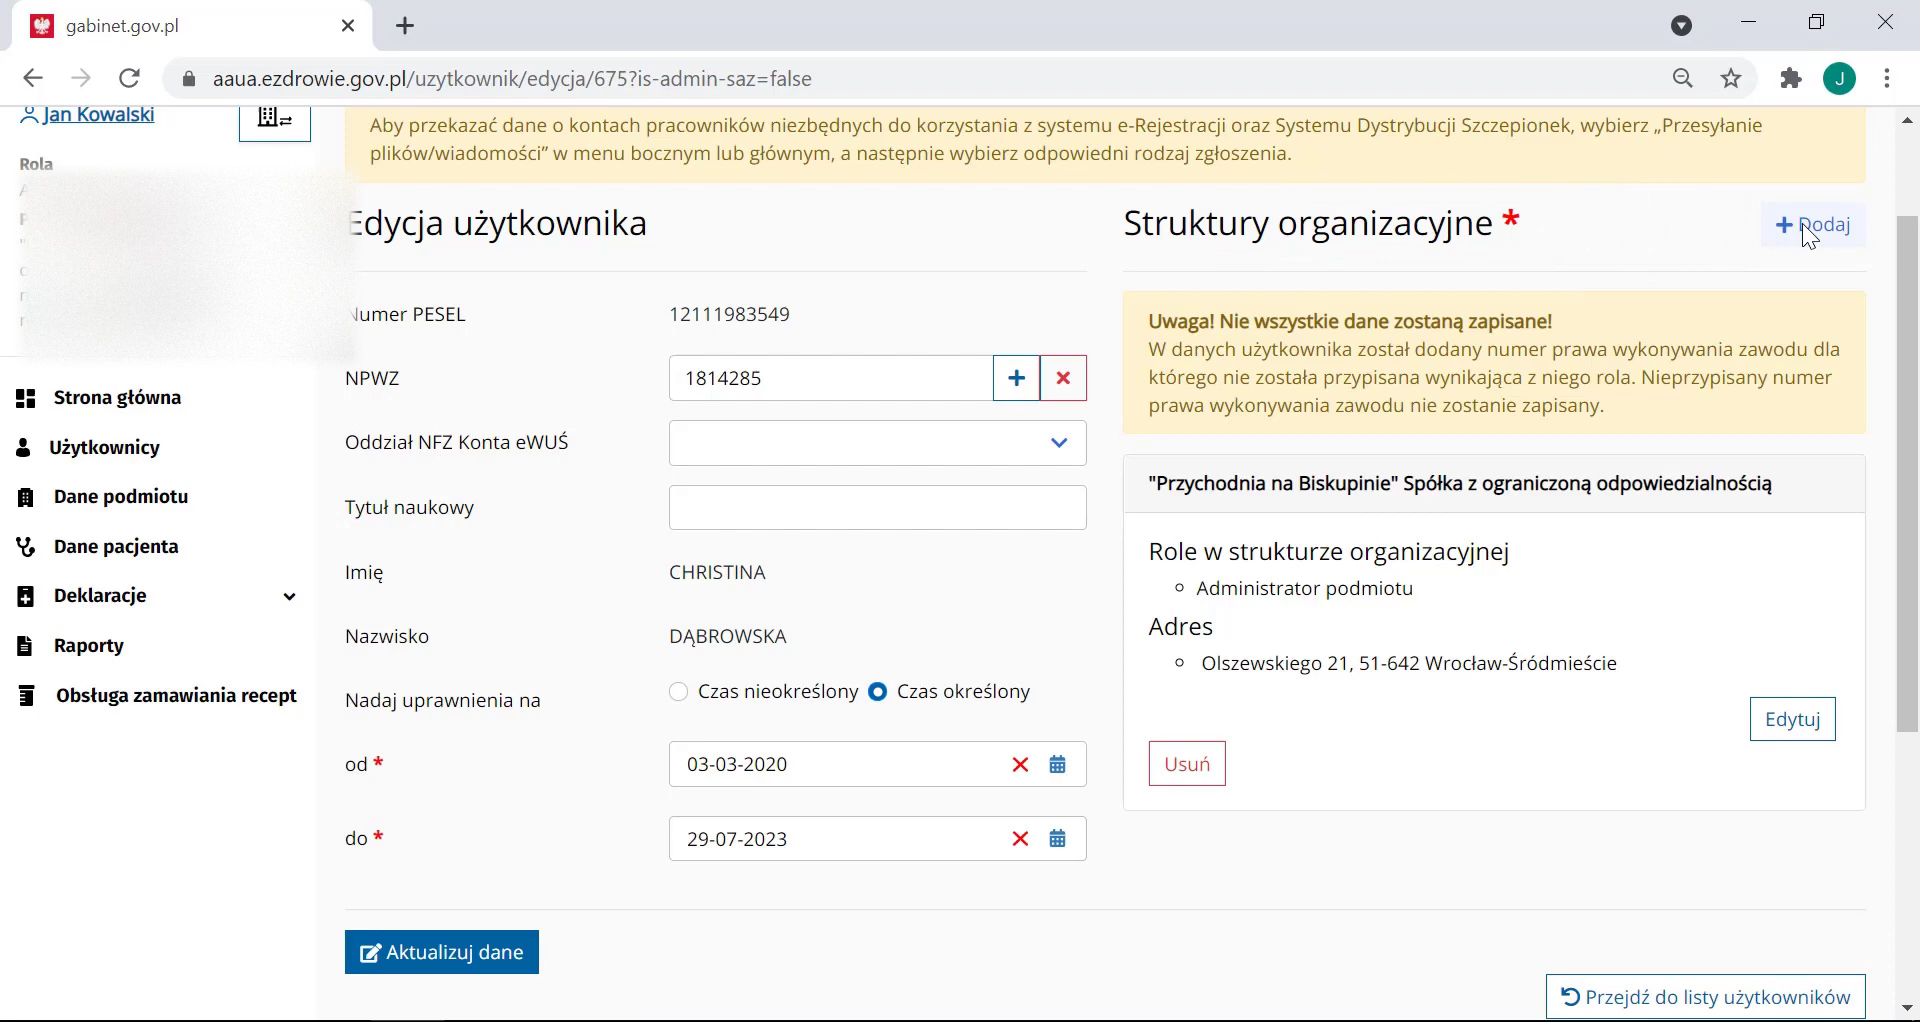 gabinet.gov.pl
aaua.ezdrowie.gov.pl/uzytkownik/edycja/675?is-admin-saz=false
J
Jan Kowalski
Rola
Aby przekazać dane o kontach pracowników niezbędnych do korzystania z systemu e-Rejestracji oraz Systemu Dystrybucji Szczepionek, wybierz „Przesyłanie
plików/wiadomości” w menu bocznym lub głównym, a następnie wybierz odpowiedni rodzaj zgłoszenia.
Strona główna
Użytkownicy
Dane podmiotu
Dane pacjenta
Deklaracje
Raporty
Obsługa zamawiania recept
Edycja użytkownika
Numer PESEL 12111983549
NPWZ 1814285
Oddział NFZ Konta eWUŚ
Tytuł naukowy
Imię CHRISTINA
Nazwisko DĄBROWSKA
Nadaj uprawnienia na Czas nieokreślony Czas określony
od * 03-03-2020
do * 29-07-2023
Aktualizuj dane
Struktury organizacyjne *
+ Dodaj
Uwaga! Nie wszystkie dane zostaną zapisane!
W danych użytkownika został dodany numer prawa wykonywania zawodu dla
którego nie została przypisana wynikająca z niego rola. Nieprzypisany numer
prawa wykonywania zawodu nie zostanie zapisany.
"Przychodnia na Biskupinie" Spółka z ograniczoną odpowiedzialnością
Role w strukturze organizacyjnej
Administrator podmiotu
Adres
Olszewskiego 21, 51-642 Wrocław-Śródmieście
Edytuj
Usuń
Przejdź do listy użytkowników